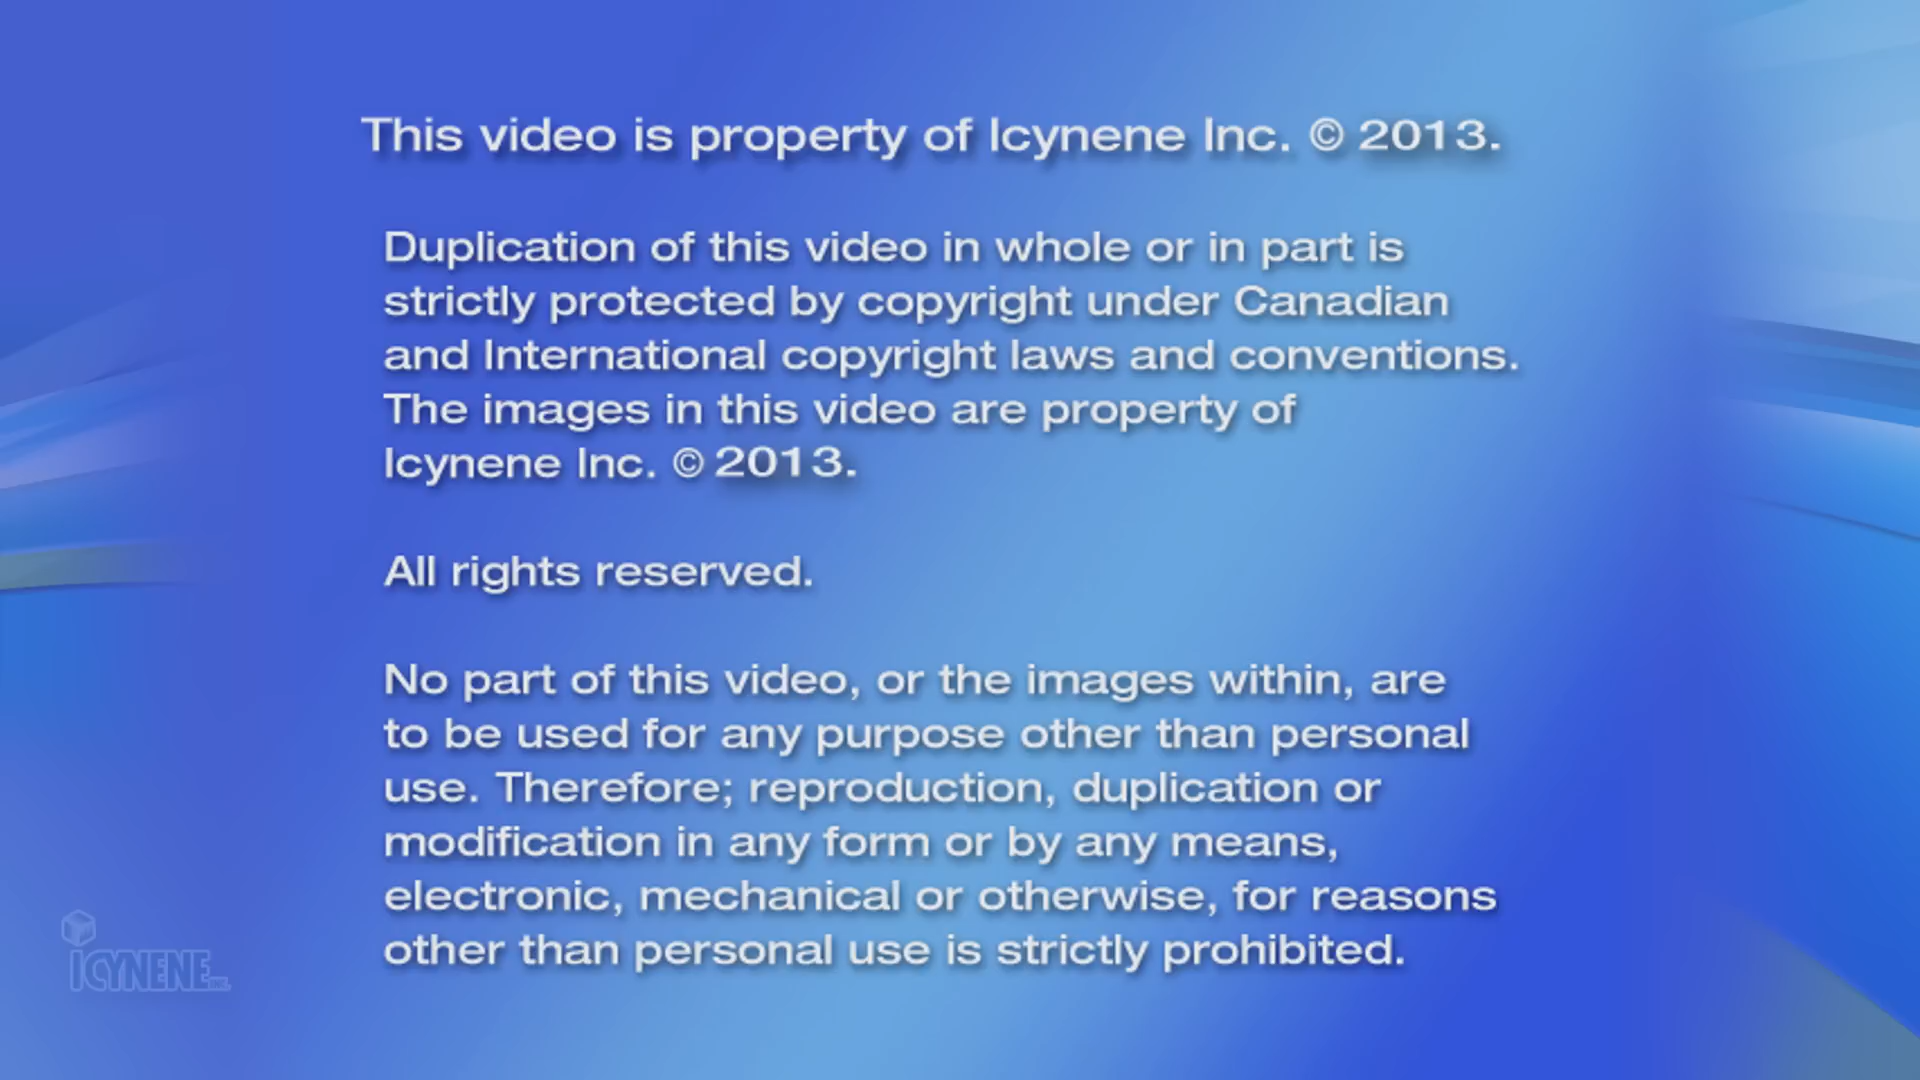 This video is property of Icynene Inc. © 2013.
Duplication of this video in whole or in part is
strictly protected by copyright under Canadian
and International copyright laws and conventions.
The images in this video are property of
Icynene Inc. © 2013.
All rights reserved.
No part of this video, or the images within, are
to be used for any purpose other than personal
use. Therefore; reproduction, duplication or
modification in any form or by any means,
electronic, mechanical or otherwise, for reasons
other than personal use is strictly prohibited.
ICYNENE INC.